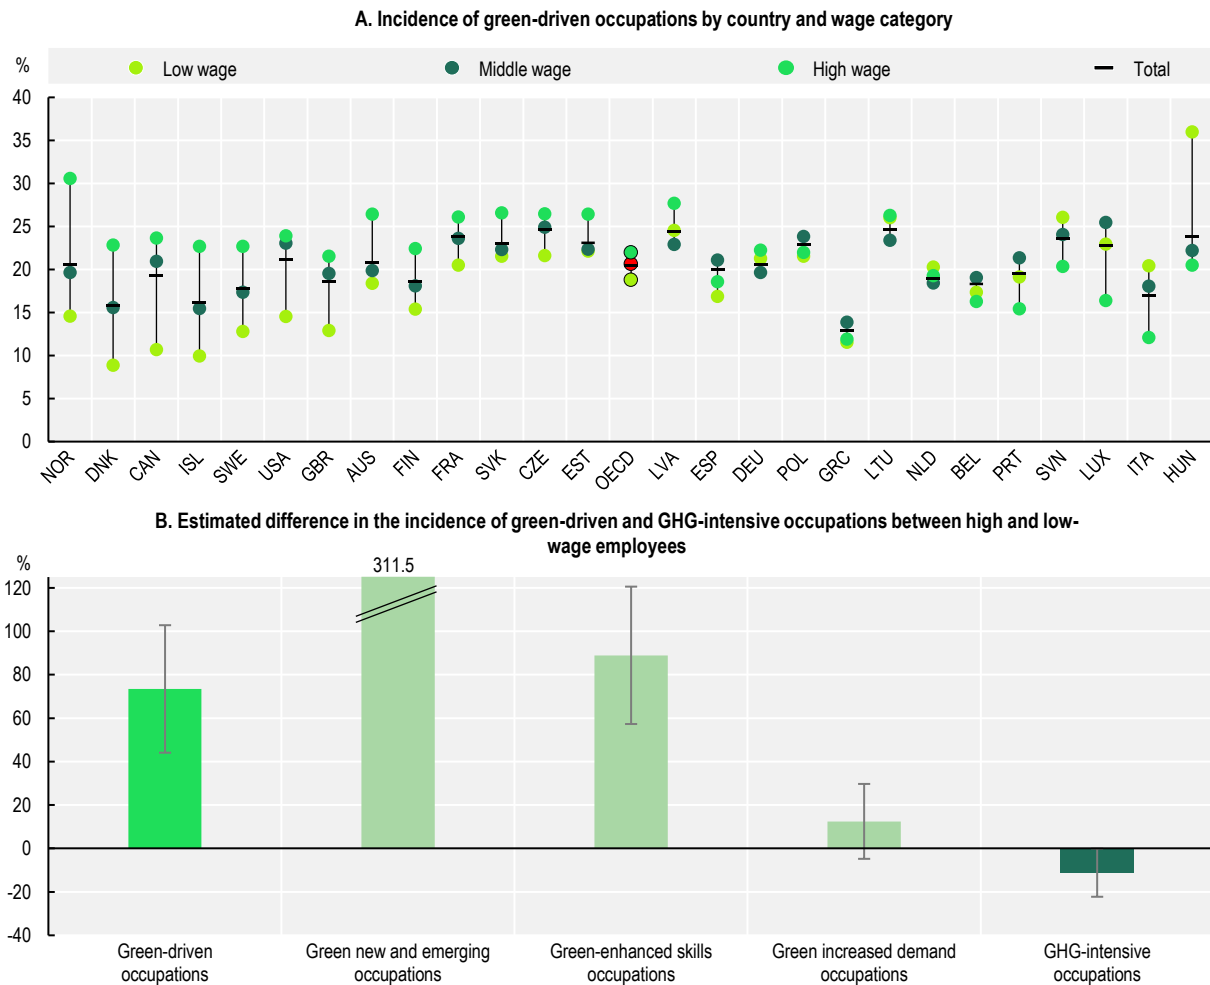 A. Incidence of green-driven occupations by country and wage category
%
Low wage
Middle wage
High wage
Total
40
35
30
25
20
15
10
5
0
NOR
DNK
CAN
ISL
SWE
USA
GBR
AUS
FIN
FRA
SVK
CZE
EST
OECD
LVA
ESP
DEU
POL
GRC
LTU
NLD
BEL
PRT
SVN
LUX
ITA
HUN
B. Estimated difference in the incidence of green-driven and GHG-intensive occupations between high and low-
wage employees
%
311.5
120
100
80
60
40
20
0
-20
-40
Green-driven
occupations
Green new and emerging
occupations
Green-enhanced skills
occupations
Green increased demand
occupations
GHG-intensive
occupations